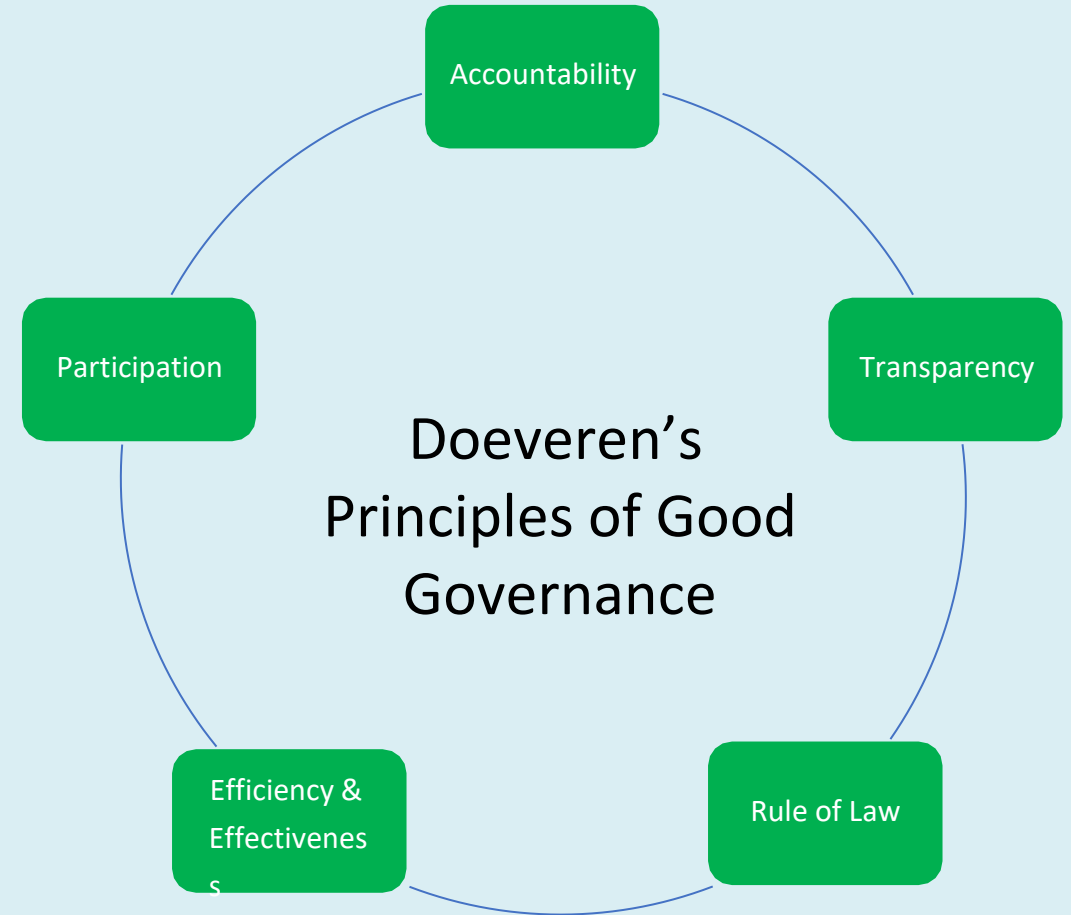 Accountability
Participation
Transparency
Doeveren’s
Principles of Good
Governance
Efficiency &
Effectivenes
s
Rule of Law